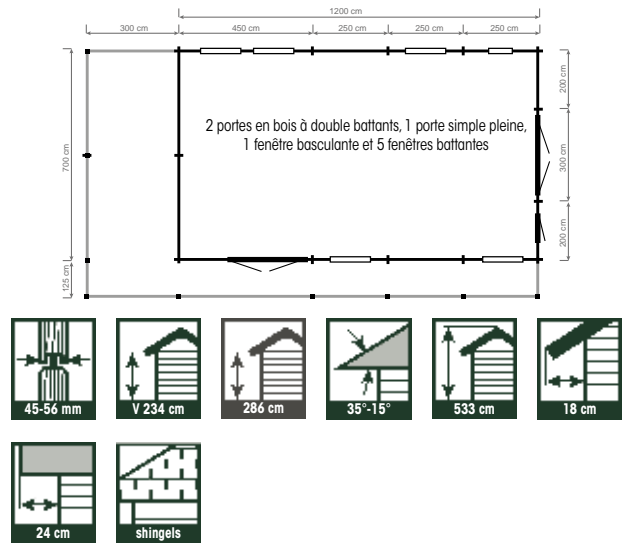 1200 cm
300 cm
450 cm
250 cm
250 cm
250 cm
700 cm
125 cm
200 cm
300 cm
200 cm
2 portes en bois à double battants, 1 porte simple pleine,
1 fenêtre basculante et 5 fenêtres battantes
45-56 mm
V 234 cm
286 cm
35°-15°
533 cm
18 cm
24 cm
shingels